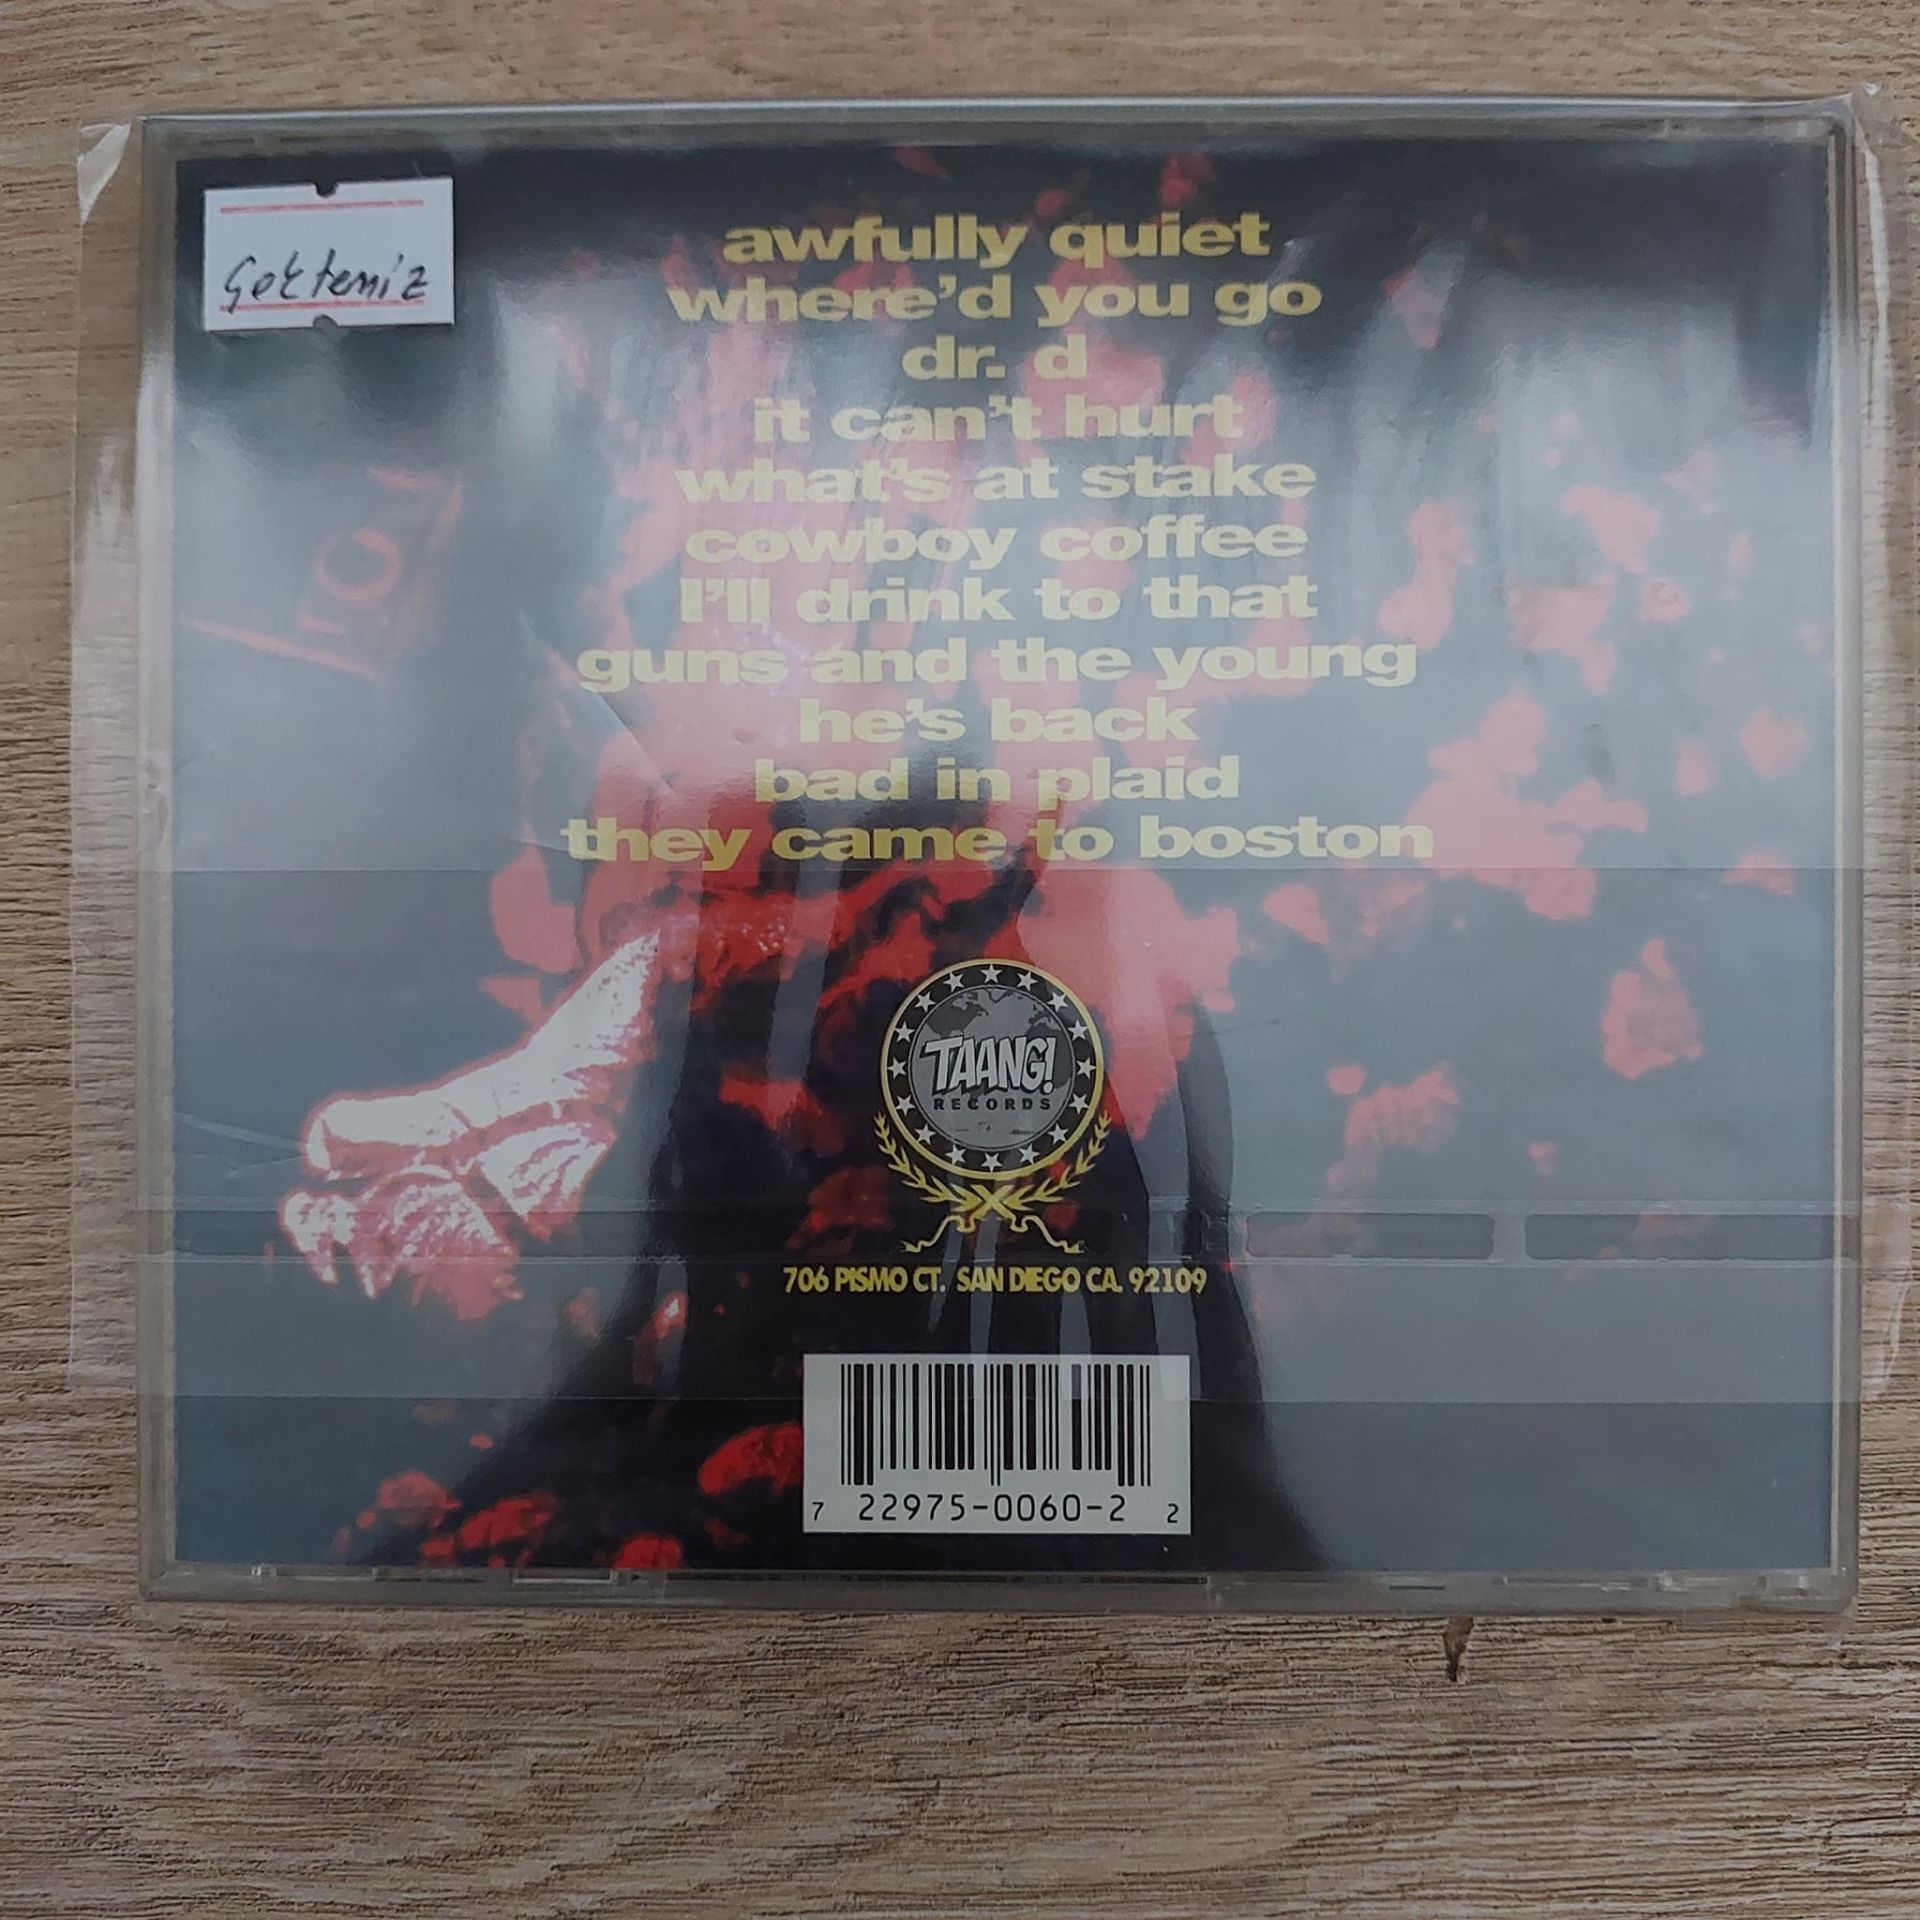 çok temiz
awfully quiet
where'd you go
dr. d
it can't hurt
what's at stake
cowboy coffee
I'll drink to that
guns and the young
he's back
bad in plaid
they came to boston
TAANG!
RECORDS
706 PISMO CT. SAN DIEGO CA. 92109
7 22975-0060-2 2